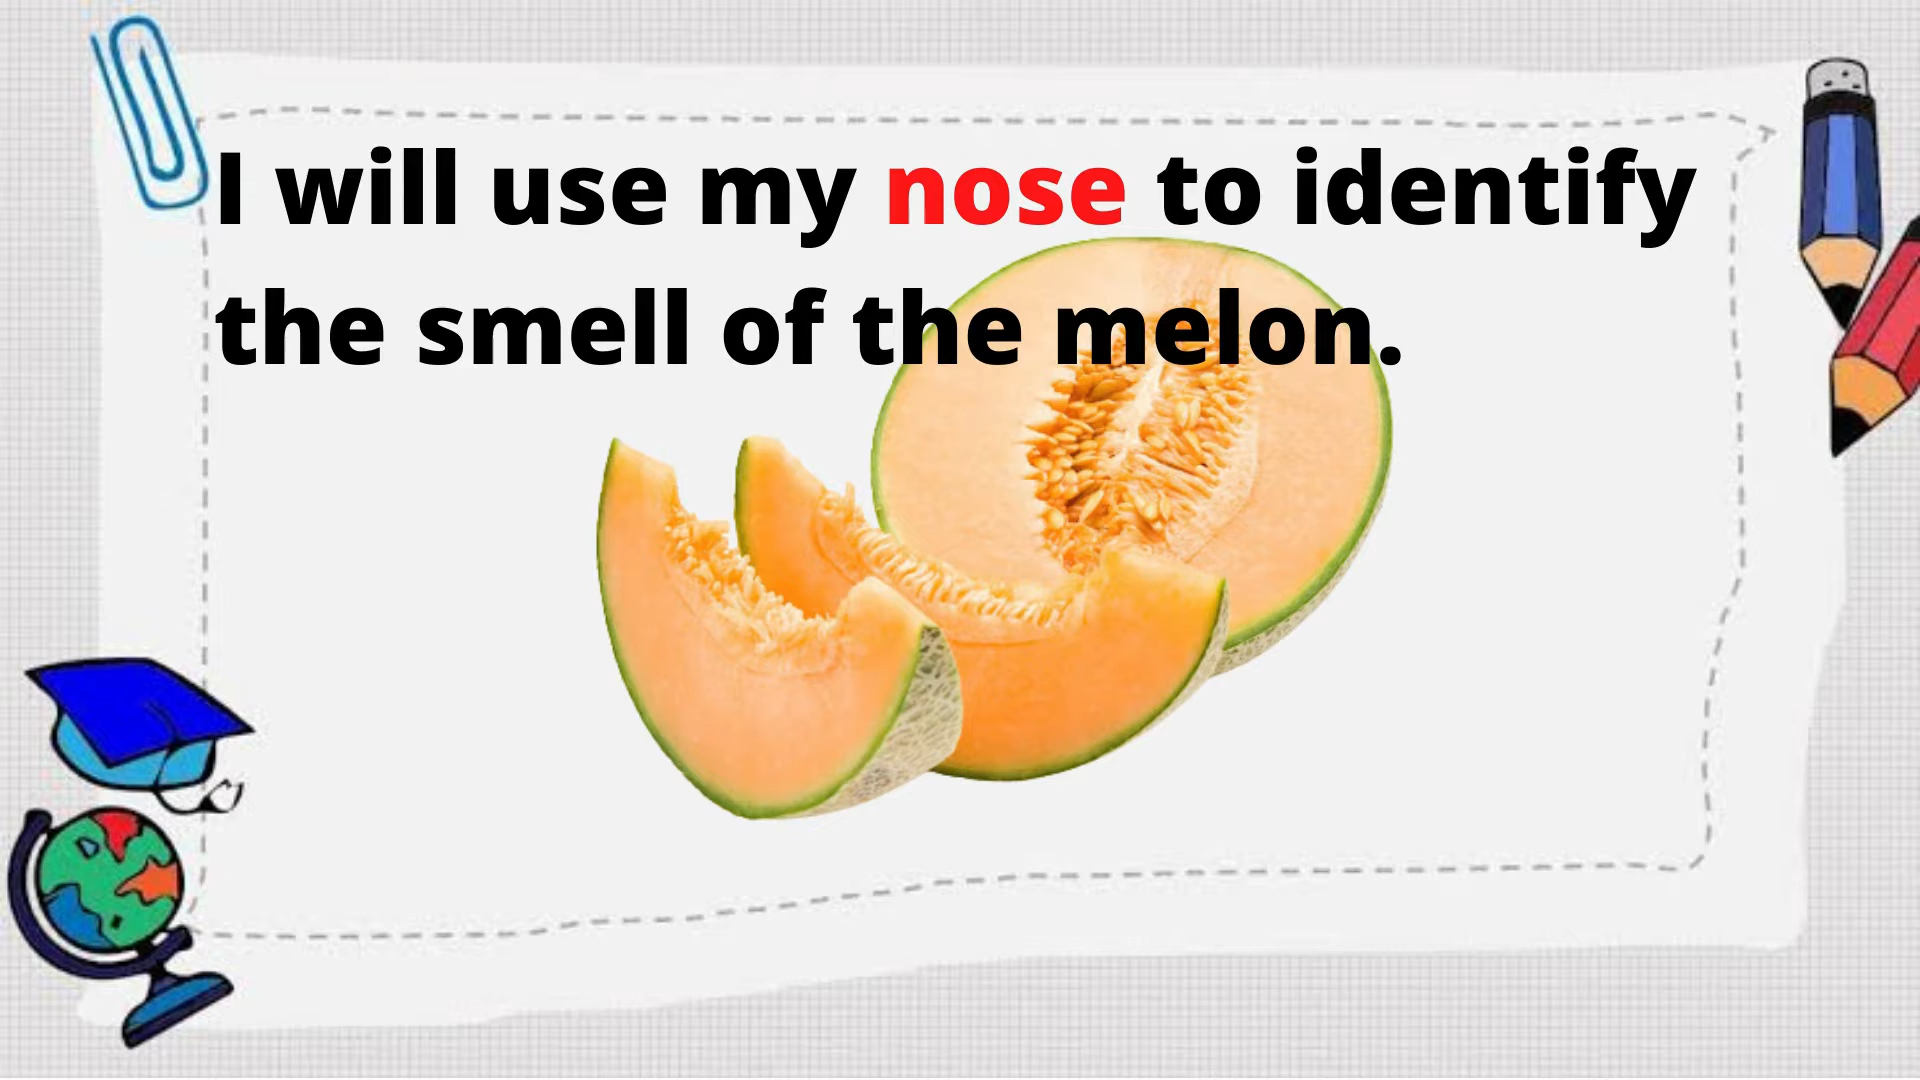 I will use my nose to identify
the smell of the melon.